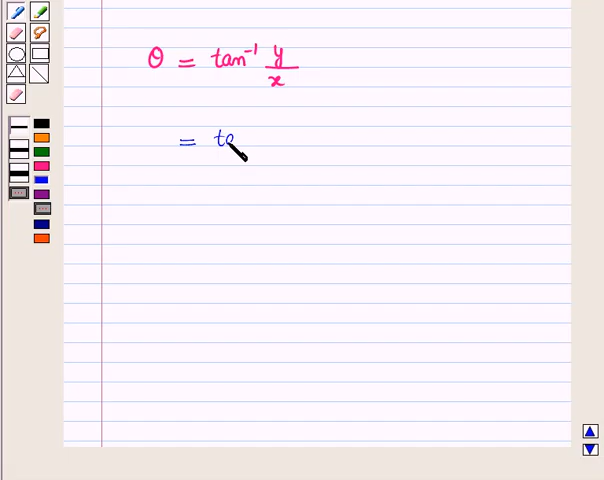 θ = tan⁻¹ y/x
= ta